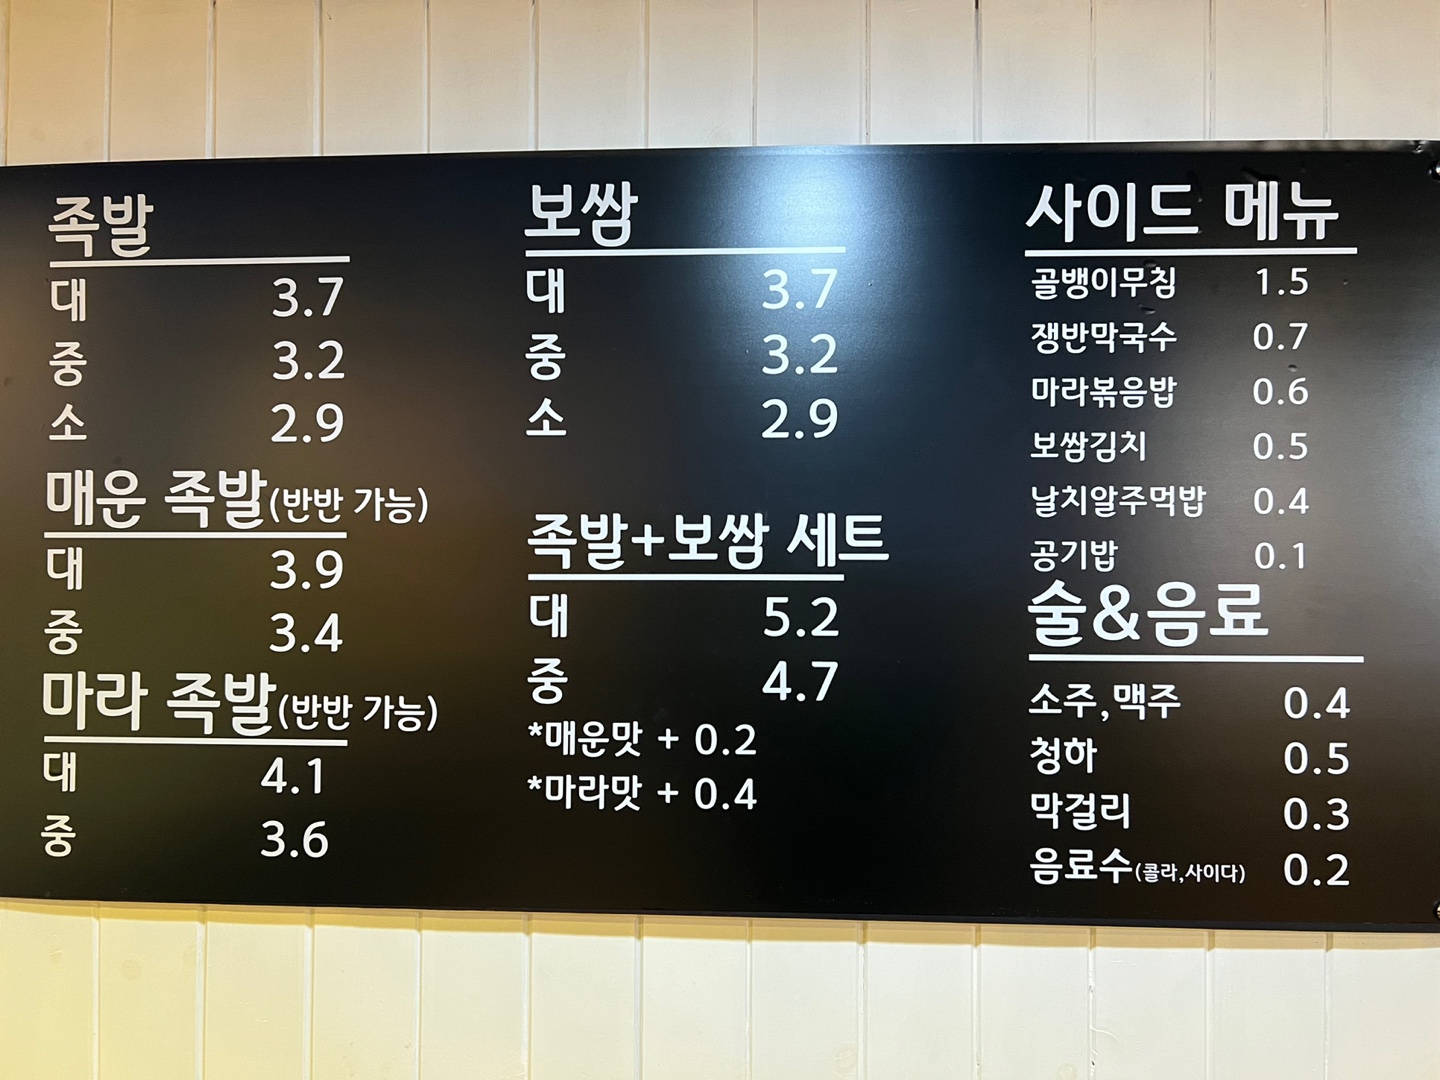 족발
대 3.7
중 3.2
소 2.9
매운 족발(반반 가능)
대 3.9
중 3.4
마라 족발(반반 가능)
대 4.1
중 3.6
보쌈
대 3.7
중 3.2
소 2.9
족발+보쌈 세트
대 5.2
중 4.7
*매운맛 + 0.2
*마라맛 + 0.4
사이드 메뉴
골뱅이무침 1.5
쟁반막국수 0.7
마라볶음밥 0.6
보쌈김치 0.5
날치알주먹밥 0.4
공기밥 0.1
술&음료
소주,맥주 0.4
청하 0.5
막걸리 0.3
음료수(콜라,사이다) 0.2